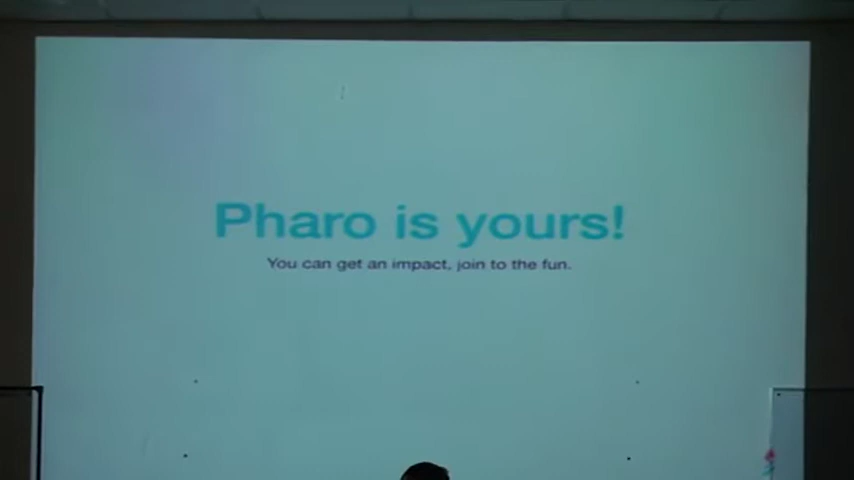 Pharo is yours!
You can get an impact, join to the fun.